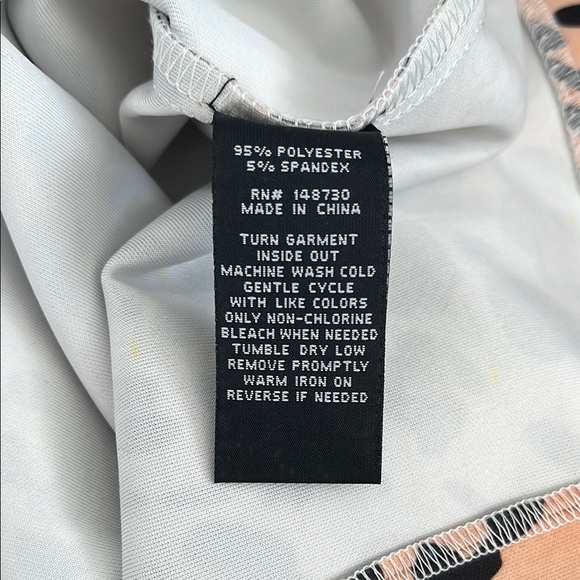 95% POLYESTER
5% SPANDEX
RN# 148730
MADE IN CHINA
TURN GARMENT
INSIDE OUT
MACHINE WASH COLD
GENTLE CYCLE
WITH LIKE COLORS
ONLY NON-CHLORINE
BLEACH WHEN NEEDED
TUMBLE DRY LOW
REMOVE PROMPTLY
WARM IRON ON
REVERSE IF NEEDED